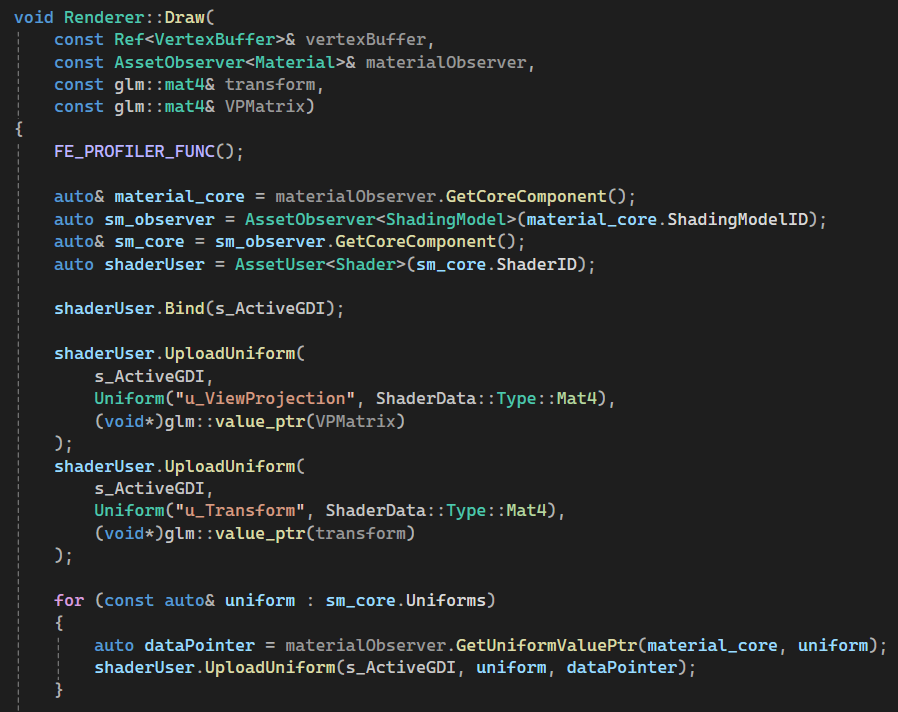 void Renderer::Draw(
    const Ref<VertexBuffer>& vertexBuffer,
    const AssetObserver<Material>& materialObserver,
    const glm::mat4& transform,
    const glm::mat4& VPMatrix)
{
    FE_PROFILER_FUNC();

    auto& material_core = materialObserver.GetCoreComponent();
    auto sm_observer = AssetObserver<ShadingModel>(material_core.ShadingModelID);
    auto& sm_core = sm_observer.GetCoreComponent();
    auto shaderUser = AssetUser<Shader>(sm_core.ShaderID);

    shaderUser.Bind(s_ActiveGDI);

    shaderUser.UploadUniform(
        s_ActiveGDI,
        Uniform("u_ViewProjection", ShaderData::Type::Mat4),
        (void*)glm::value_ptr(VPMatrix)
    );
    shaderUser.UploadUniform(
        s_ActiveGDI,
        Uniform("u_Transform", ShaderData::Type::Mat4),
        (void*)glm::value_ptr(transform)
    );

    for (const auto& uniform : sm_core.Uniforms)
    {
        auto dataPointer = materialObserver.GetUniformValuePtr(material_core, uniform);
        shaderUser.UploadUniform(s_ActiveGDI, uniform, dataPointer);
    }